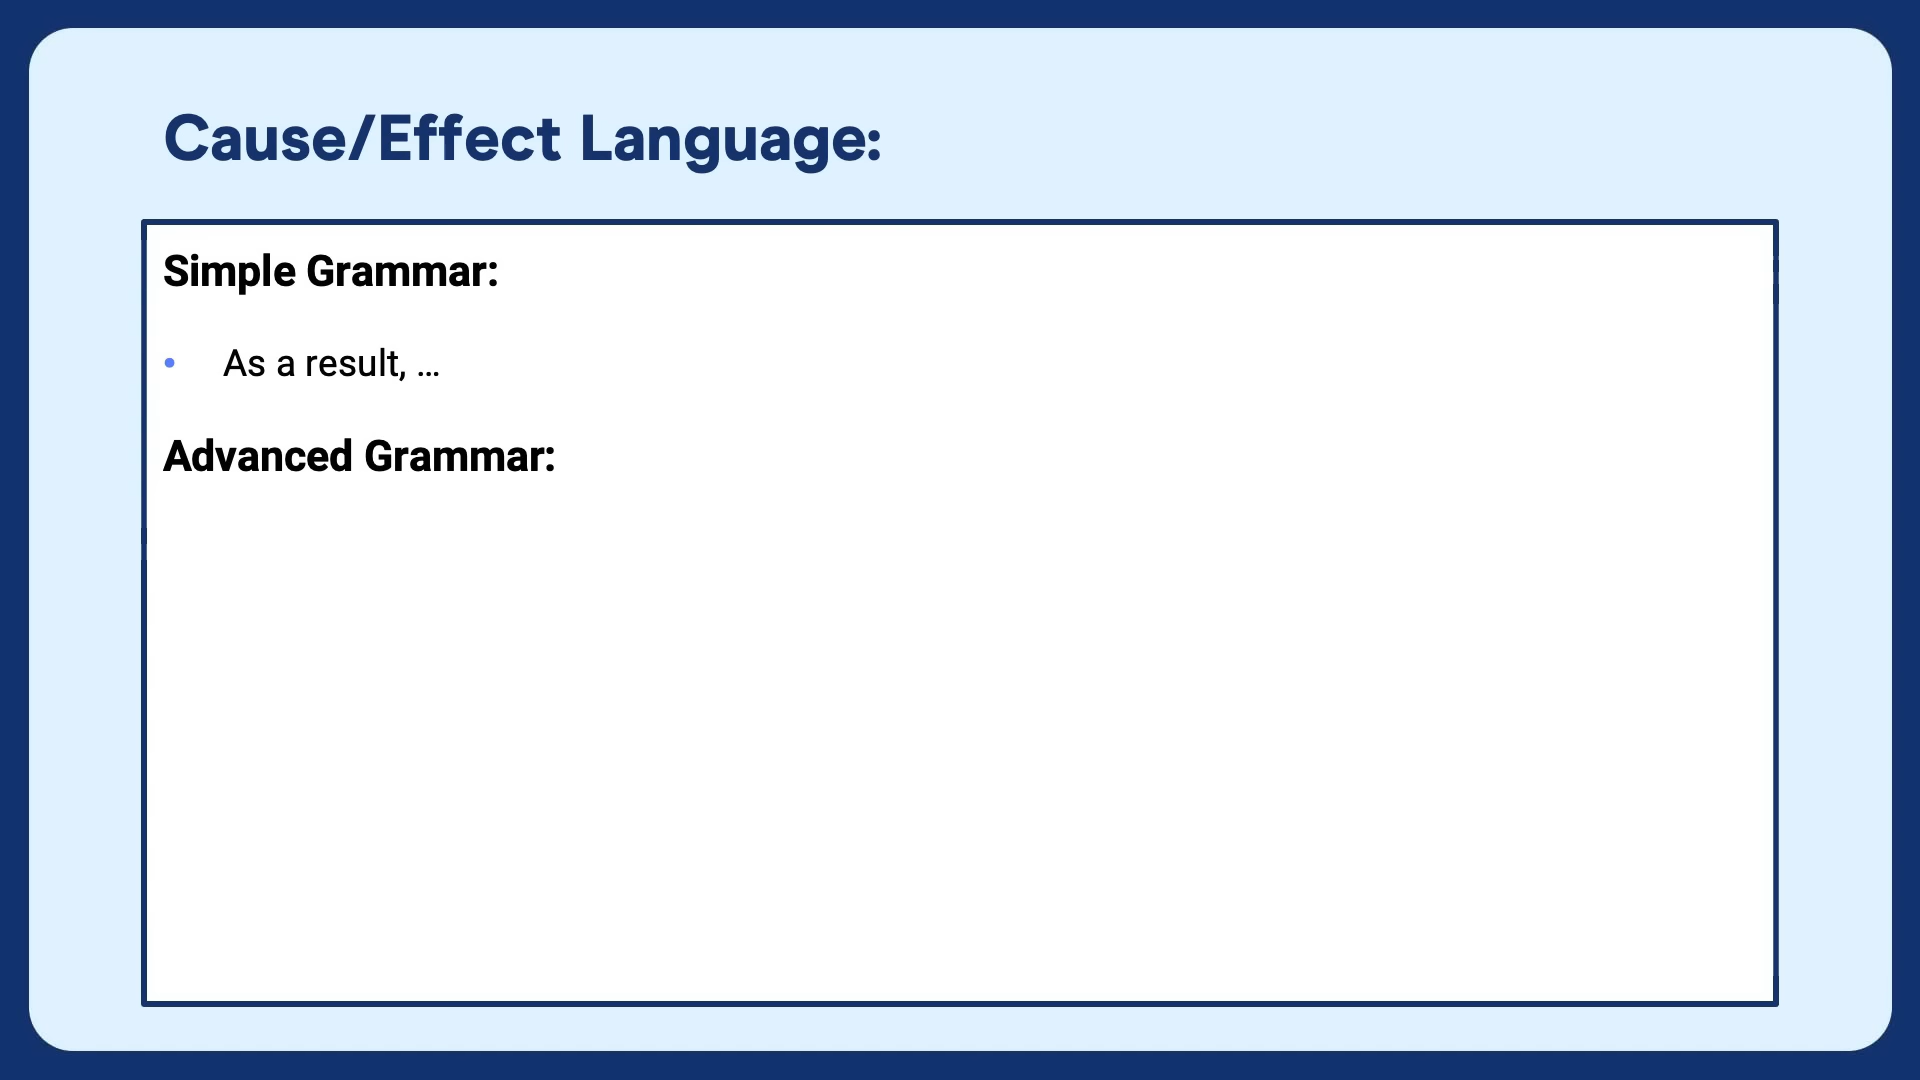 Cause/Effect Language:
Simple Grammar:
• As a result, ...
Advanced Grammar: